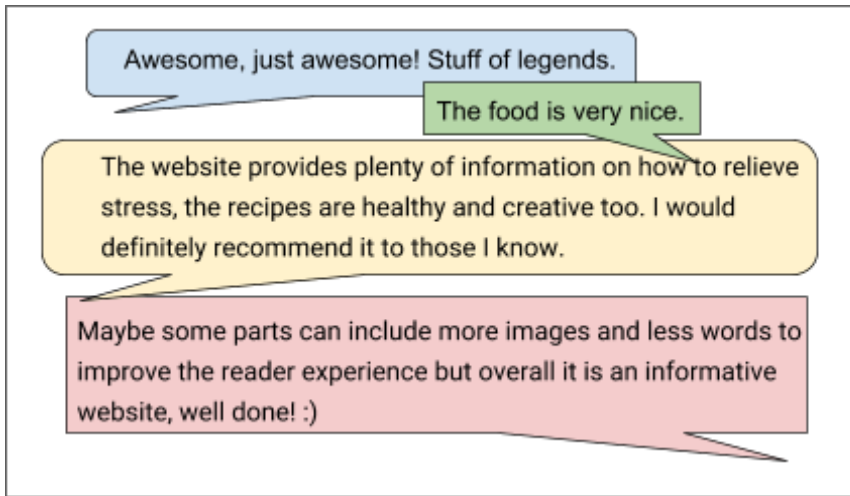 Awesome, just awesome! Stuff of legends.
The food is very nice.
The website provides plenty of information on how to relieve
stress, the recipes are healthy and creative too. I would
definitely recommend it to those I know.
Maybe some parts can include more images and less words to
improve the reader experience but overall it is an informative
website, well done! :)